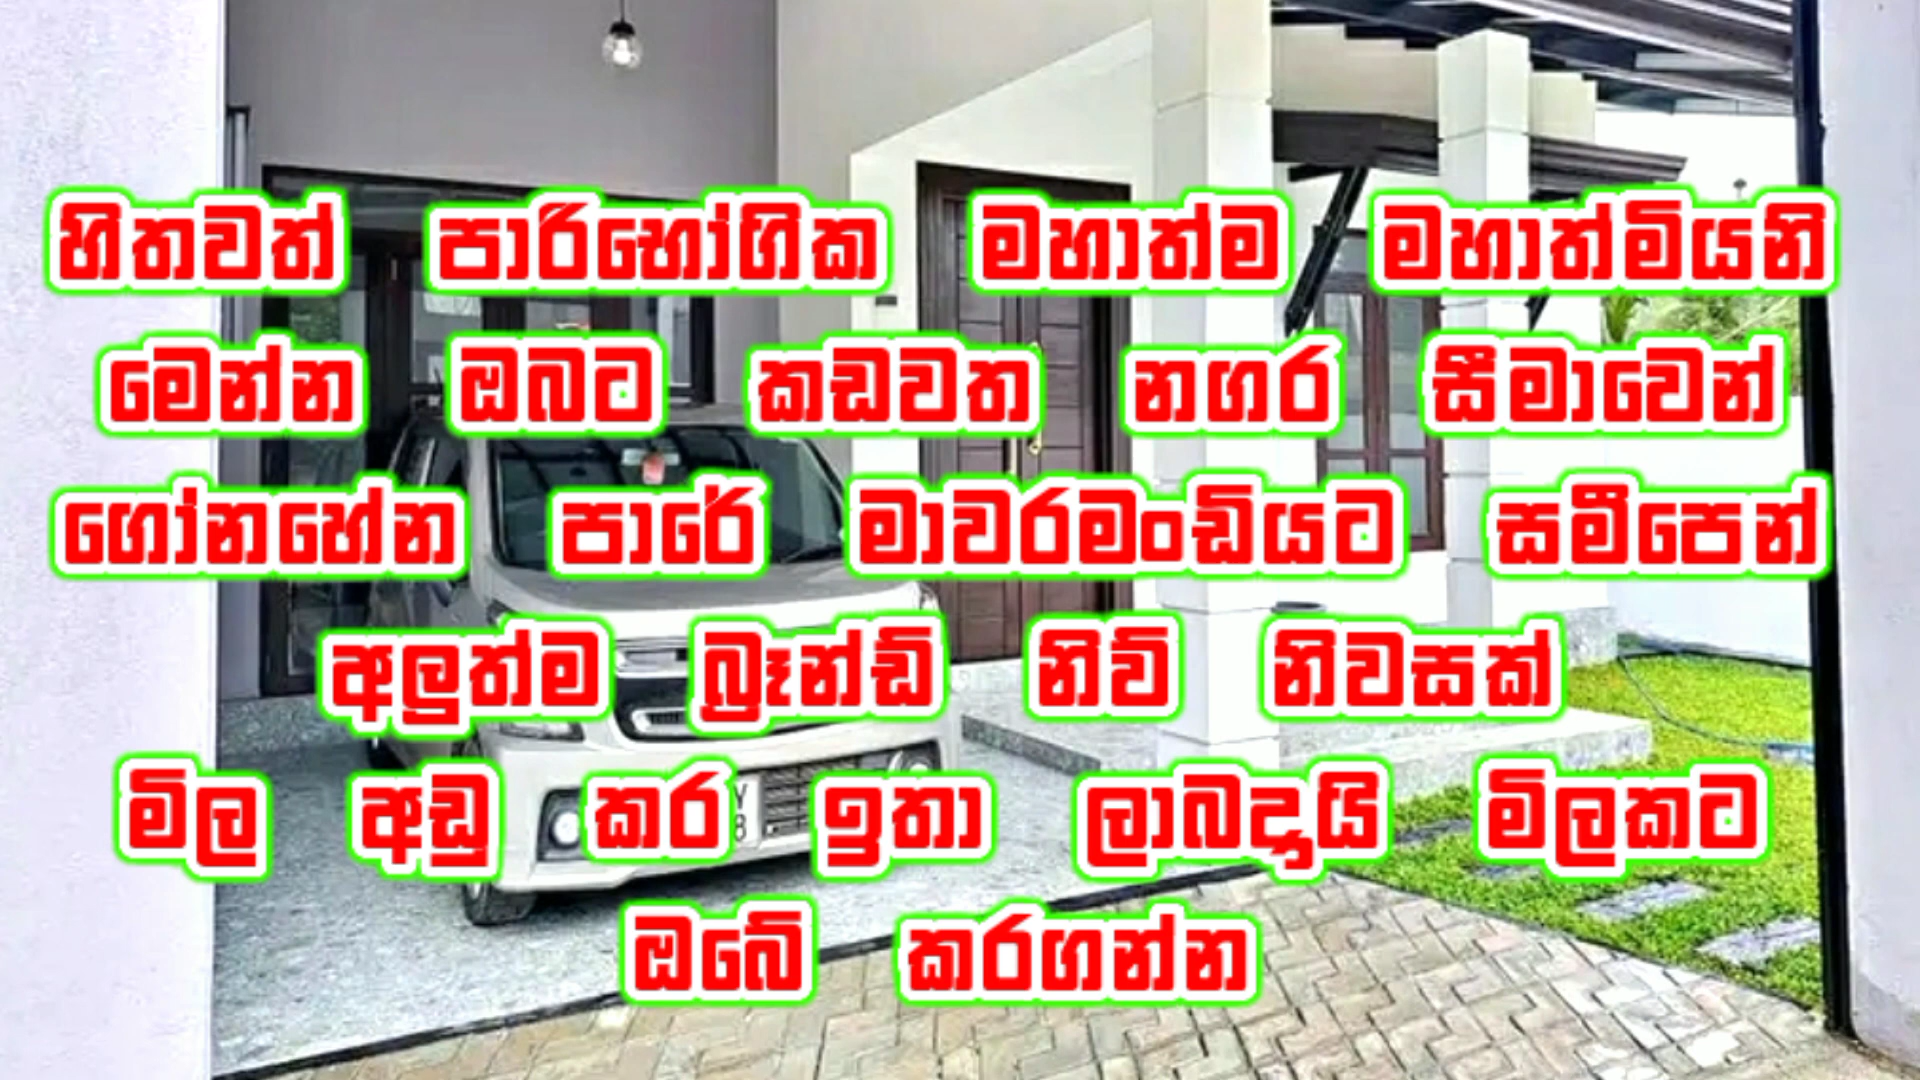 හිතවත් පාරිභෝගික මහාත්ම මහාත්මියනි
මෙන්න ඔබට කඩවත නගර සීමාවෙන්
ගෝනහේන පාරේ මාවරමංඩියට සමීපෙන්
අලුත්ම බ්‍රෑන්ඩ් නිව් නිවසක්
මිල අඩු කර ඉතා ලාබදායි මිලකට
ඔබේ කරගන්න